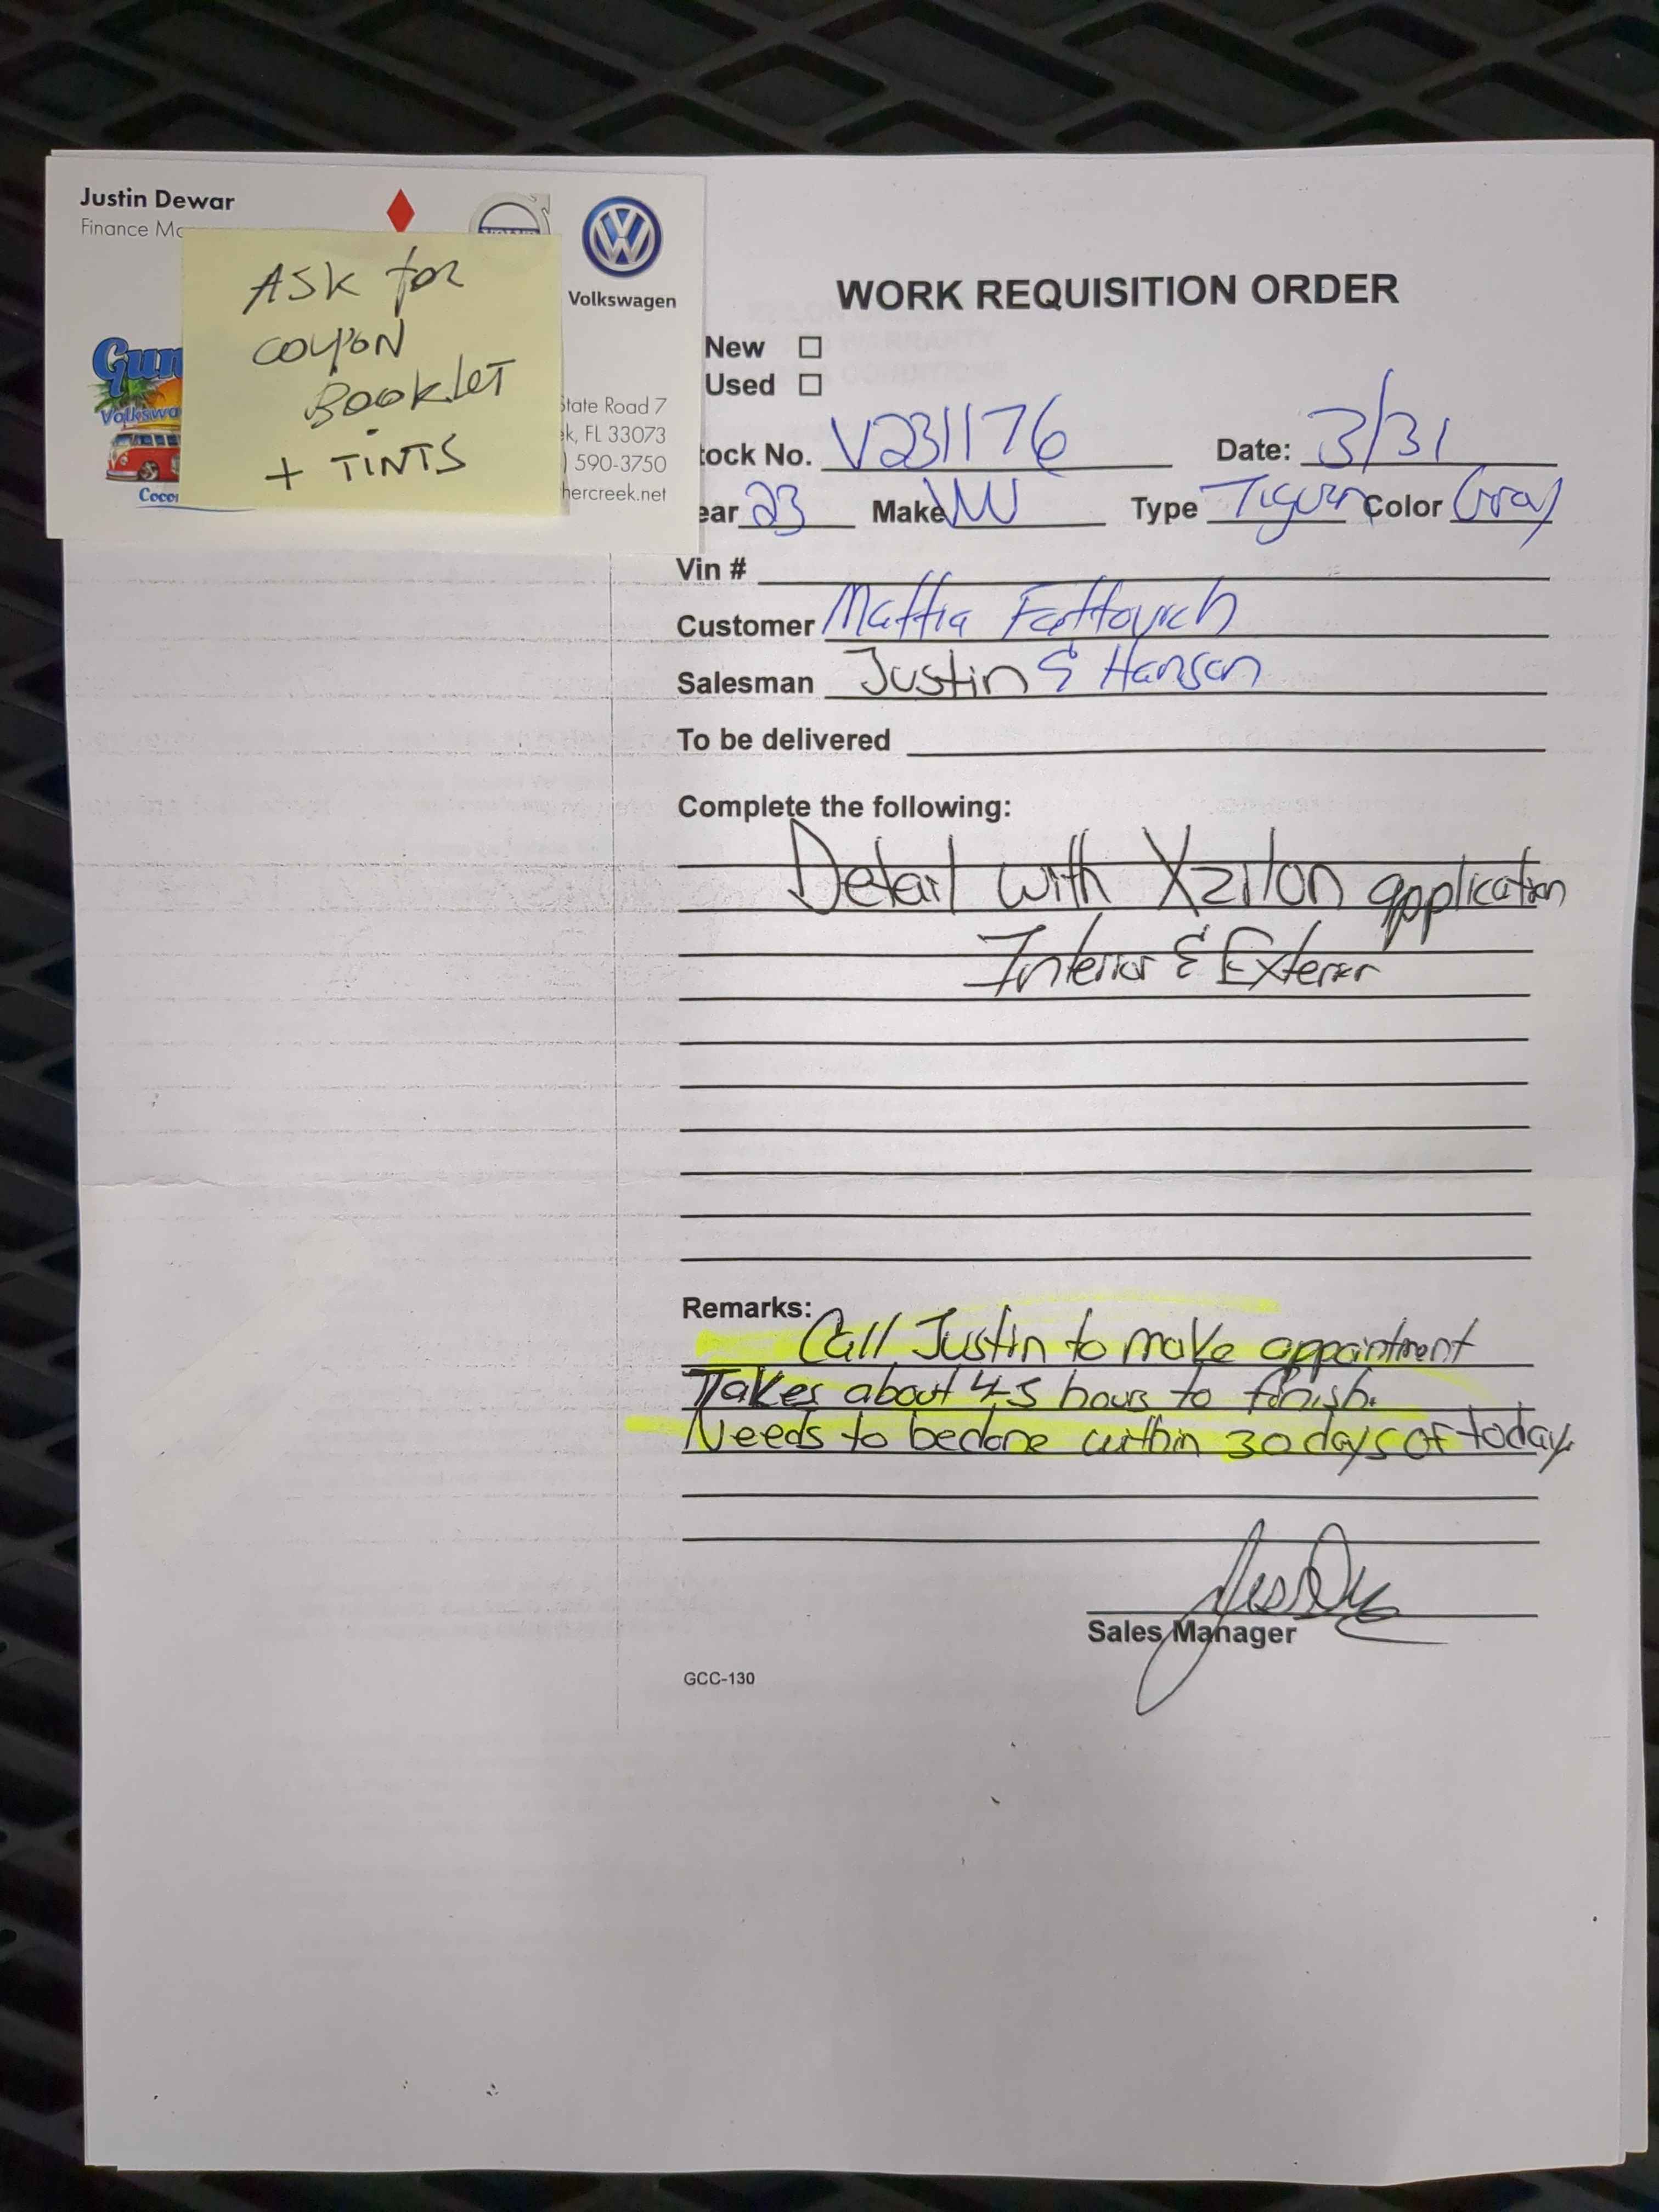 Justin Dewar
Finance
Volkswagen
ASK for
COUPON
BOOKLET
+ TINTS
State Road 7
FL 33073
590-3750
hercreek.net
WORK REQUISITION ORDER
New
Used
ock No. V231176 Date: 3/31
ear 23 Make VW Type Tiguan Color Gray
Vin #
Customer Mattia Fattovich
Salesman Justin & Hanson
To be delivered
Complete the following:
Detail with Xzilon application
Interior & Exterior
Remarks:
Call Justin to make appointment
Takes about 4-5 hours to finish.
Needs to be done within 30 days of today.
Sales Manager
GCC-130